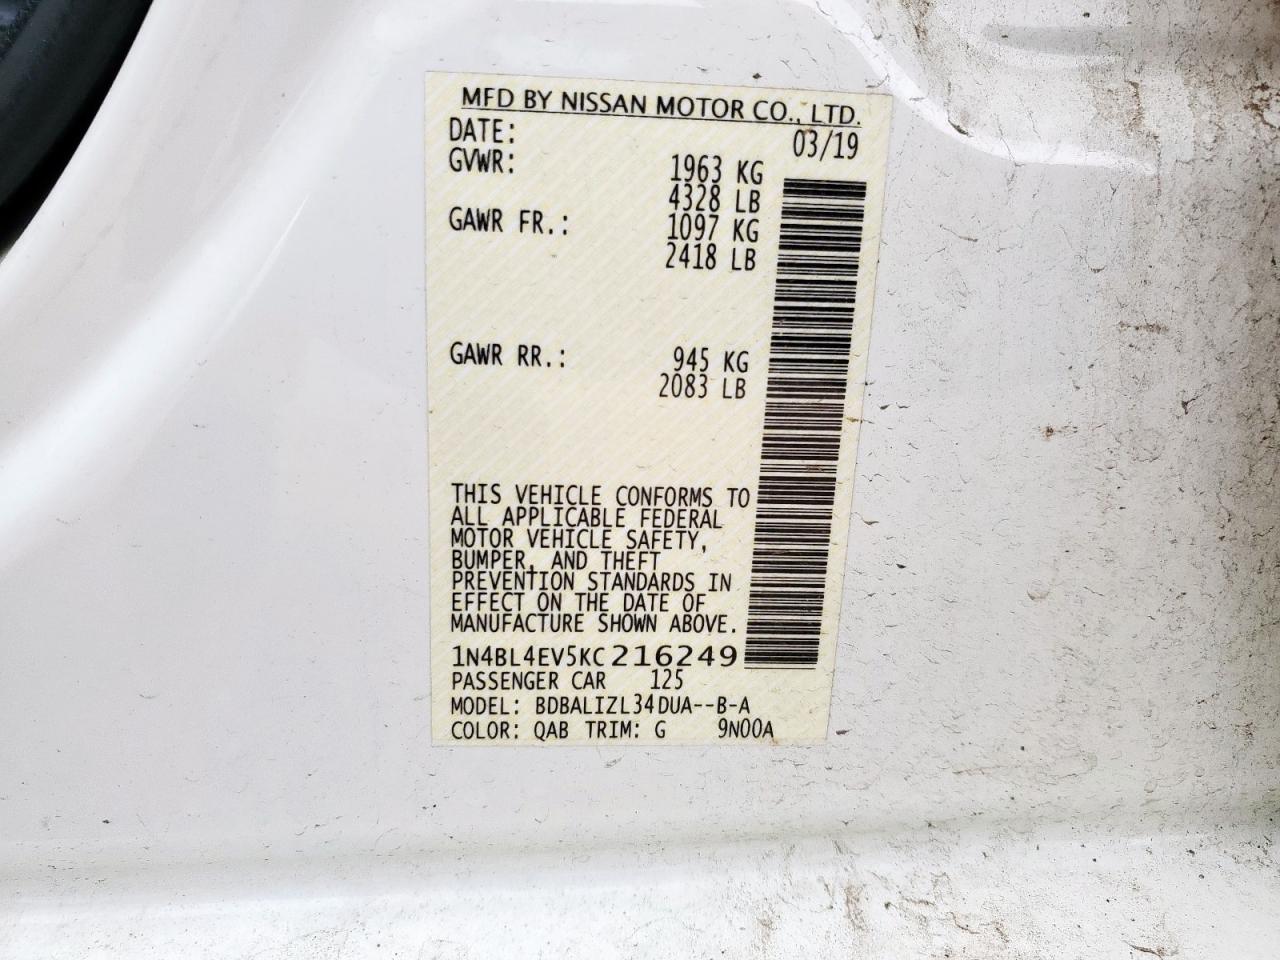 MFD BY NISSAN MOTOR CO., LTD.
DATE: 03/19
GVWR: 1963 KG
4328 LB
GAWR FR.: 1097 KG
2418 LB
GAWR RR.: 945 KG
2083 LB
THIS VEHICLE CONFORMS TO
ALL APPLICABLE FEDERAL
MOTOR VEHICLE SAFETY,
BUMPER, AND THEFT
PREVENTION STANDARDS IN
EFFECT ON THE DATE OF
MANUFACTURE SHOWN ABOVE.
1N4BL4EV5KC216249
PASSENGER CAR 125
MODEL: BDBALIZL34DUA--B-A
COLOR: QAB TRIM: G 9N00A